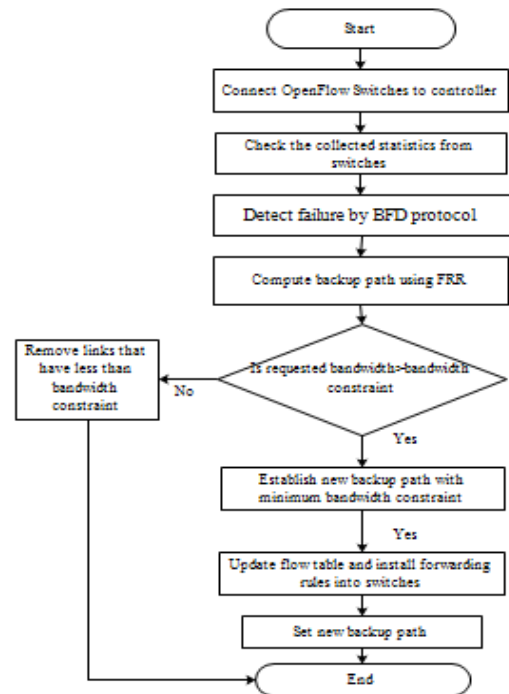 Start
Connect OpenFlow Switches to controller
Check the collected statistics from
switches
Detect failure by BFD protocol
Compute backup path using FRR
Is requested bandwidth>bandwidth
constraint
Remove links that
have less than
bandwidth
constraint
No
Yes
Establish new backup path with
minimum bandwidth constraint
Yes
Update flow table and install forwarding
rules into switches
Set new backup path
End